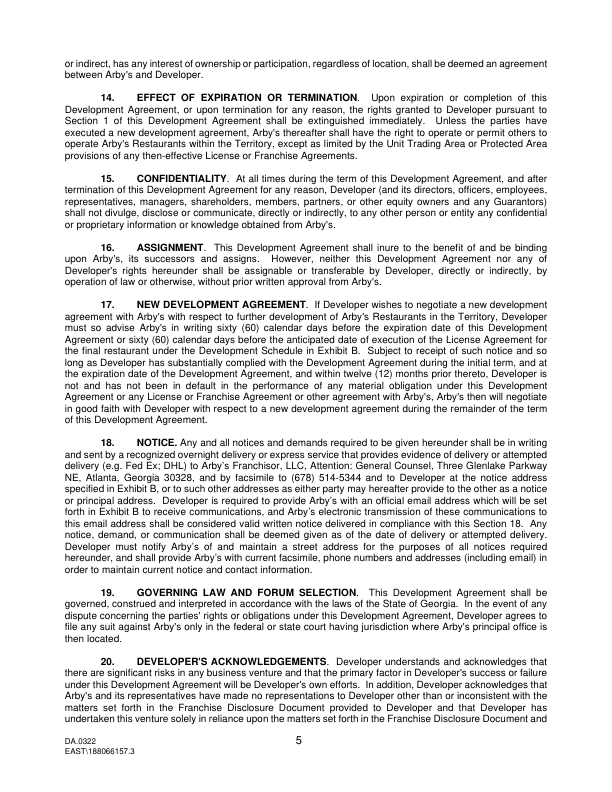 or indirect, has any interest of ownership or participation, regardless of location, shall be deemed an agreement
between Arby's and Developer.
14. EFFECT OF EXPIRATION OR TERMINATION. Upon expiration or completion of this
Development Agreement, or upon termination for any reason, the rights granted to Developer pursuant to
Section 1 of this Development Agreement shall be extinguished immediately. Unless the parties have
executed a new development agreement, Arby's thereafter shall have the right to operate or permit others to
operate Arby's Restaurants within the Territory, except as limited by the Unit Trading Area or Protected Area
provisions of any then-effective License or Franchise Agreements.
15. CONFIDENTIALITY. At all times during the term of this Development Agreement, and after
termination of this Development Agreement for any reason, Developer (and its directors, officers, employees,
representatives, managers, shareholders, members, partners, or other equity owners and any Guarantors)
shall not divulge, disclose or communicate, directly or indirectly, to any other person or entity any confidential
or proprietary information or knowledge obtained from Arby's.
16. ASSIGNMENT. This Development Agreement shall inure to the benefit of and be binding
upon Arby's, its successors and assigns. However, neither this Development Agreement nor any of
Developer's rights hereunder shall be assignable or transferable by Developer, directly or indirectly, by
operation of law or otherwise, without prior written approval from Arby's.
17. NEW DEVELOPMENT AGREEMENT. If Developer wishes to negotiate a new development
agreement with Arby's with respect to further development of Arby's Restaurants in the Territory, Developer
must so advise Arby's in writing sixty (60) calendar days before the expiration date of this Development
Agreement or sixty (60) calendar days before the anticipated date of execution of the License Agreement for
the final restaurant under the Development Schedule in Exhibit B. Subject to receipt of such notice and so
long as Developer has substantially complied with the Development Agreement during the initial term, and at
the expiration date of the Development Agreement, and within twelve (12) months prior thereto, Developer is
not and has not been in default in the performance of any material obligation under this Development
Agreement or any License or Franchise Agreement or other agreement with Arby's, Arby's then will negotiate
in good faith with Developer with respect to a new development agreement during the remainder of the term
of this Development Agreement.
18. NOTICE. Any and all notices and demands required to be given hereunder shall be in writing
and sent by a recognized overnight delivery or express service that provides evidence of delivery or attempted
delivery (e.g. Fed Ex; DHL) to Arby's Franchisor, LLC, Attention: General Counsel, Three Glenlake Parkway
NE, Atlanta, Georgia 30328, and by facsimile to (678) 514-5344 and to Developer at the notice address
specified in Exhibit B, or to such other addresses as either party may hereafter provide to the other as a notice
or principal address. Developer is required to provide Arby's with an official email address which will be set
forth in Exhibit B to receive communications, and Arby's electronic transmission of these communications to
this email address shall be considered valid written notice delivered in compliance with this Section 18. Any
notice, demand, or communication shall be deemed given as of the date of delivery or attempted delivery.
Developer must notify Arby's of and maintain a street address for the purposes of all notices required
hereunder, and shall provide Arby's with current facsimile, phone numbers and addresses (including email) in
order to maintain current notice and contact information.
19. GOVERNING LAW AND FORUM SELECTION. This Development Agreement shall be
governed, construed and interpreted in accordance with the laws of the State of Georgia. In the event of any
dispute concerning the parties' rights or obligations under this Development Agreement, Developer agrees to
file any suit against Arby's only in the federal or state court having jurisdiction where Arby's principal office is
then located.
20. DEVELOPER'S ACKNOWLEDGEMENTS. Developer understands and acknowledges that
there are significant risks in any business venture and that the primary factor in Developer's success or failure
under this Development Agreement will be Developer's own efforts. In addition, Developer acknowledges that
Arby's and its representatives have made no representations to Developer other than or inconsistent with the
matters set forth in the Franchise Disclosure Document provided to Developer and that Developer has
undertaken this venture solely in reliance upon the matters set forth in the Franchise Disclosure Document and
DA.0322
5
EAST\188066157.3